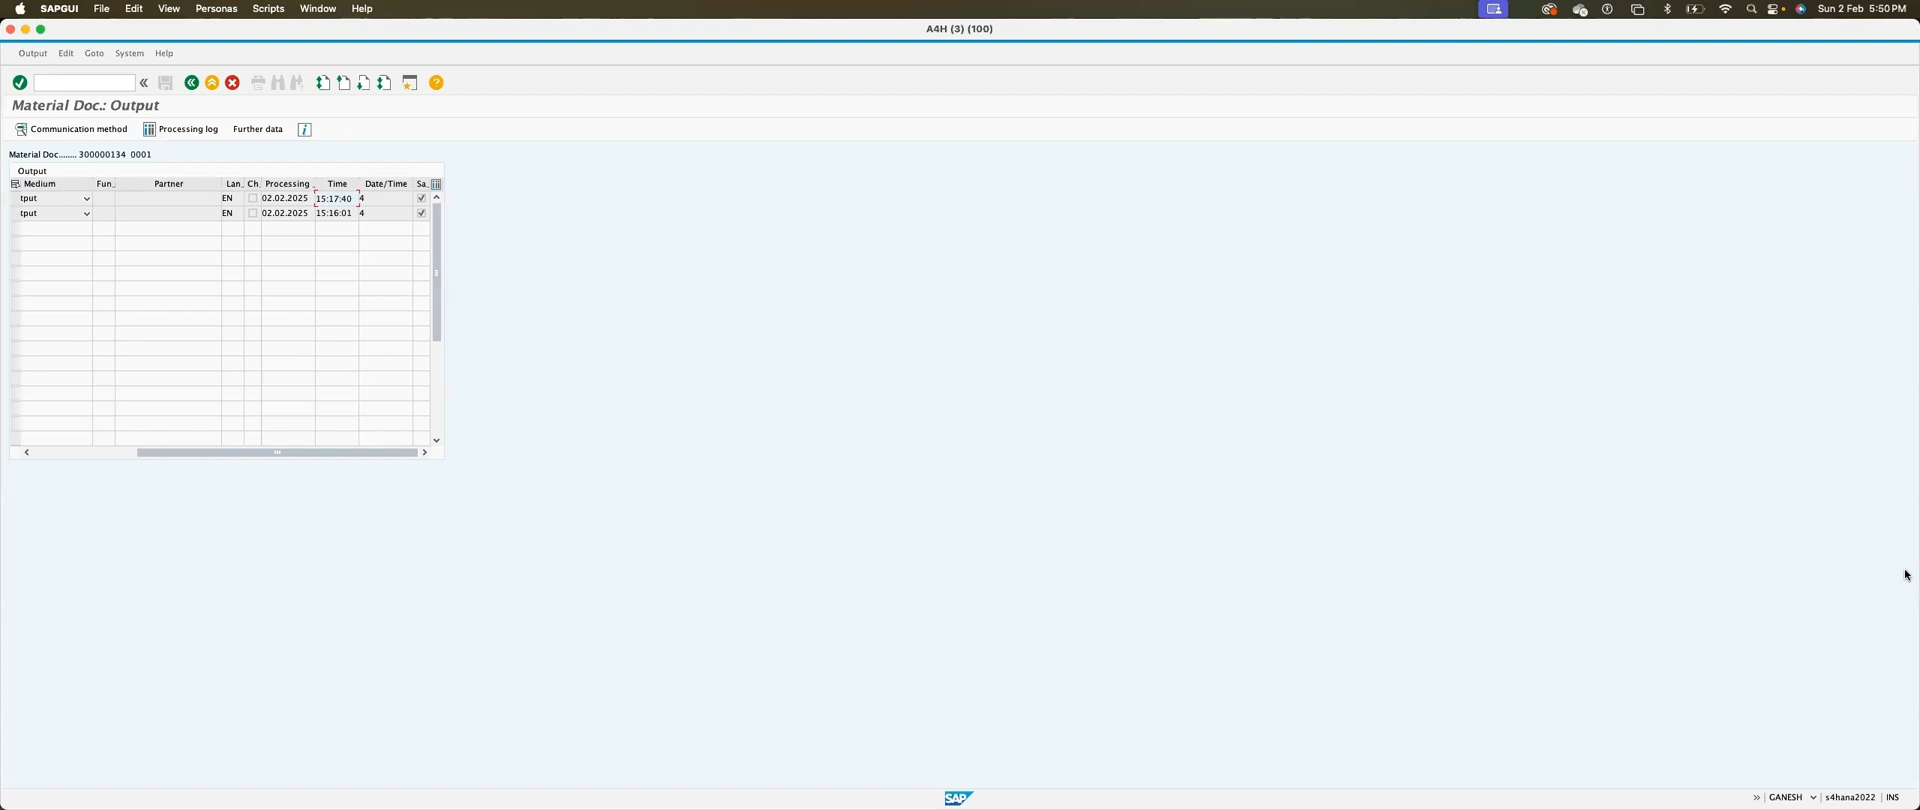 SAPGUI File Edit View Personas Scripts Window Help Sun 2 Feb 5:50 PM
A4H (3) (100)
Output Edit Goto System Help
Material Doc.: Output
Communication method Processing log Further data
Material Doc........ 300000134 0001
Output
Medium Fun.. Partner Lan.. Ch. Processing .. Time Date/Time Sa..
tput EN 02.02.2025 15:17:40 4
tput EN 02.02.2025 15:16:01 4
SAP GANESH s4hana2022 INS